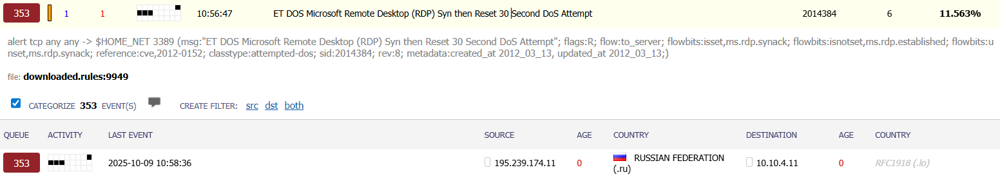 353 1 1 10:56:47 ET DOS Microsoft Remote Desktop (RDP) Syn then Reset 30 Second DoS Attempt 2014384 6 11.563%
alert tcp any any -> $HOME_NET 3389 (msg:"ET DOS Microsoft Remote Desktop (RDP) Syn then Reset 30 Second DoS Attempt"; flags:R; flow:to_server; flowbits:isset,ms.rdp.synack; flowbits:isnotset,ms.rdp.established; flowbits:u
nset,ms.rdp.synack; reference:cve,2012-0152; classtype:attempted-dos; sid:2014384; rev:8; metadata:created_at 2012_03_13, updated_at 2012_03_13;)
file: downloaded.rules:9949
CATEGORIZE 353 EVENT(S) CREATE FILTER: src dst both
QUEUE ACTIVITY LAST EVENT SOURCE AGE COUNTRY DESTINATION AGE COUNTRY
353 2025-10-09 10:58:36 195.239.174.11 0 RUSSIAN FEDERATION 10.10.4.11 0 RFC1918 (.lo)
(.ru)